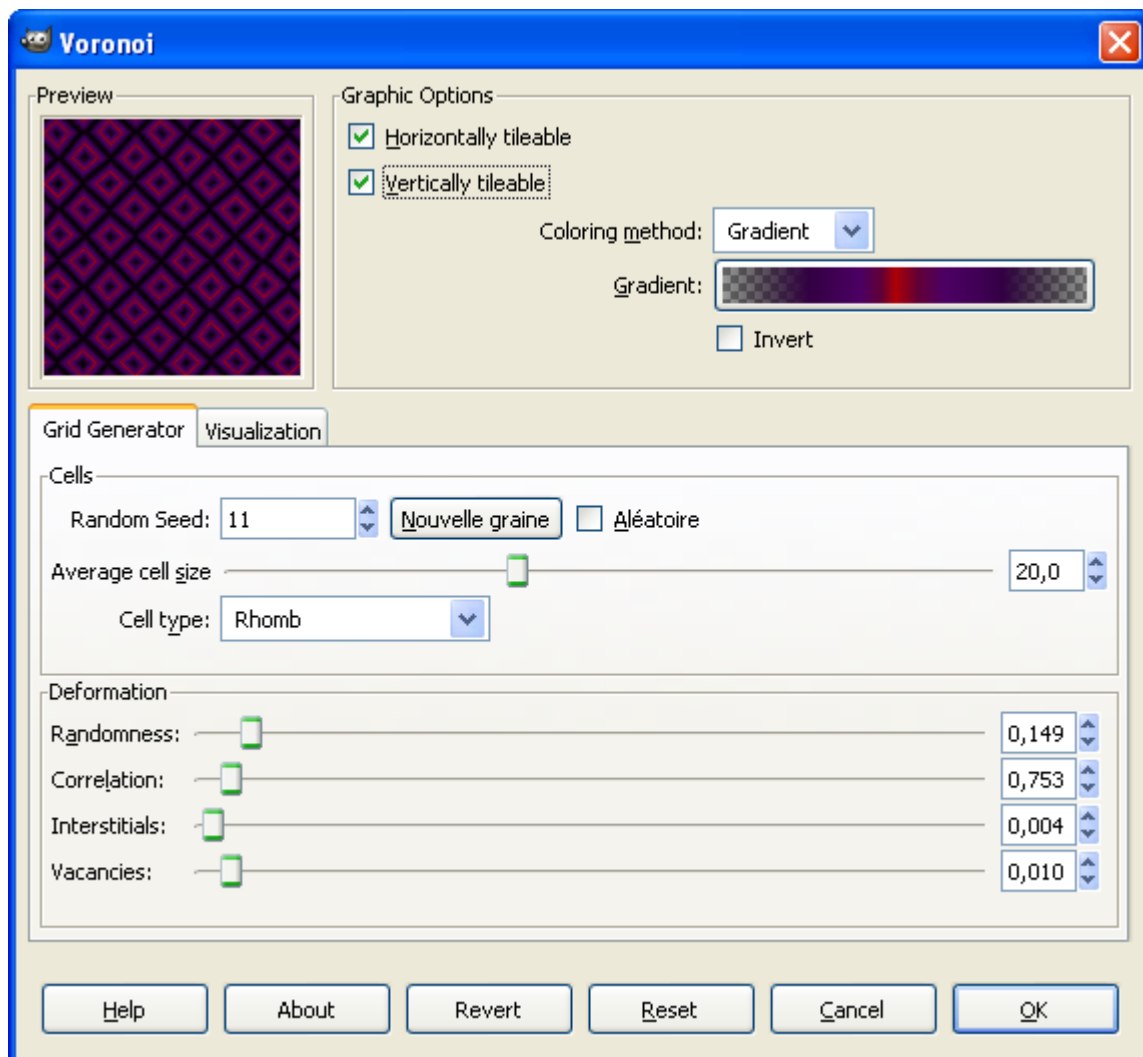 Voronoi
Preview
Graphic Options
Horizontally tileable
Vertically tileable
Coloring method: Gradient
Gradient:
Invert
Grid Generator Visualization
Cells
Random Seed: 11 Nouvelle graine Aléatoire
Average cell size 20,0
Cell type: Rhomb
Deformation
Randomness: 0,149
Correlation: 0,753
Interstitials: 0,004
Vacancies: 0,010
Help About Revert Reset Cancel OK